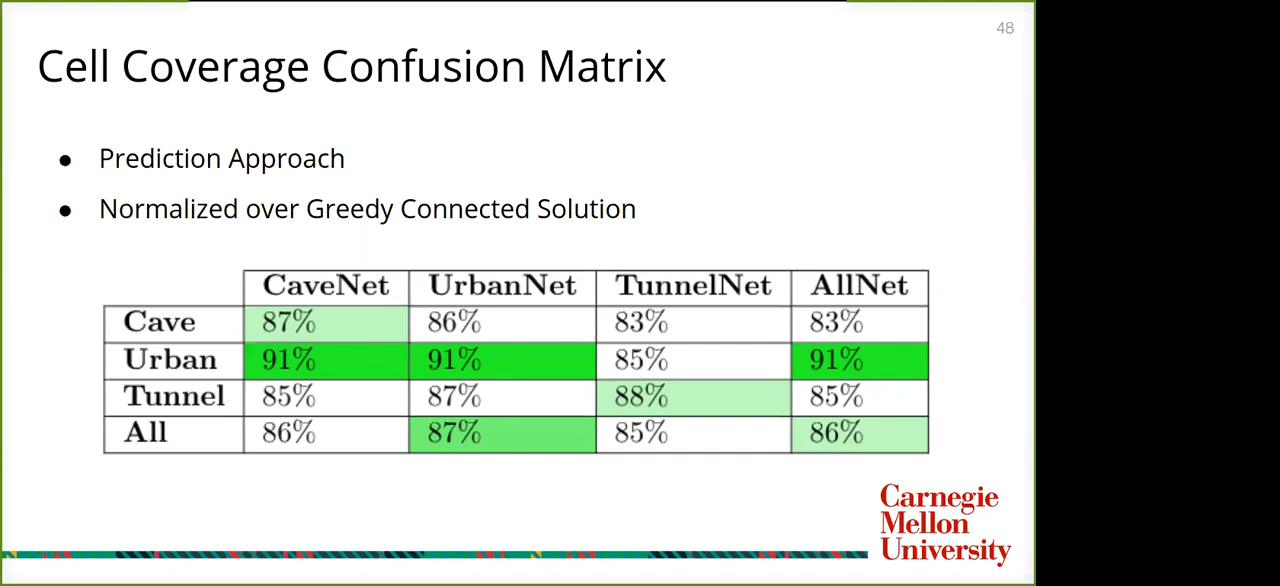 48
Cell Coverage Confusion Matrix
● Prediction Approach
● Normalized over Greedy Connected Solution
CaveNet UrbanNet TunnelNet AllNet
Cave 87% 86% 83% 83%
Urban 91% 91% 85% 91%
Tunnel 85% 87% 88% 85%
All 86% 87% 85% 86%
Carnegie
Mellon
University